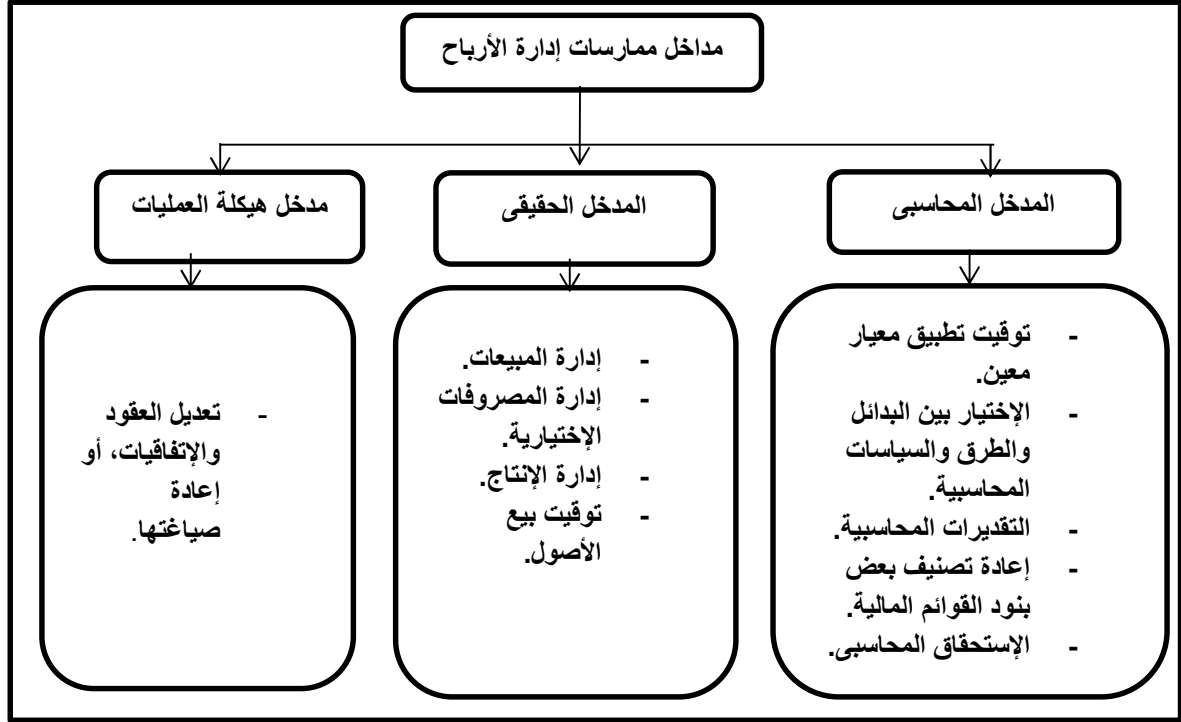 مداخل ممارسات إدارة الأرباح
المدخل المحاسبى
المدخل الحقيقى
مدخل هيكلة العمليات
- توقيت تطبيق معيار
معين.
- الإختيار بين البدائل
والطرق والسياسات
المحاسبية.
- التقديرات المحاسبية.
- إعادة تصنيف بعض
بنود القوائم المالية.
- الإستحقاق المحاسبى.
- إدارة المبيعات.
- إدارة المصروفات
الإختيارية.
- إدارة الإنتاج.
- توقيت بيع
الأصول.
- تعديل العقود
والإتفاقيات، أو
إعادة
صياغتها.